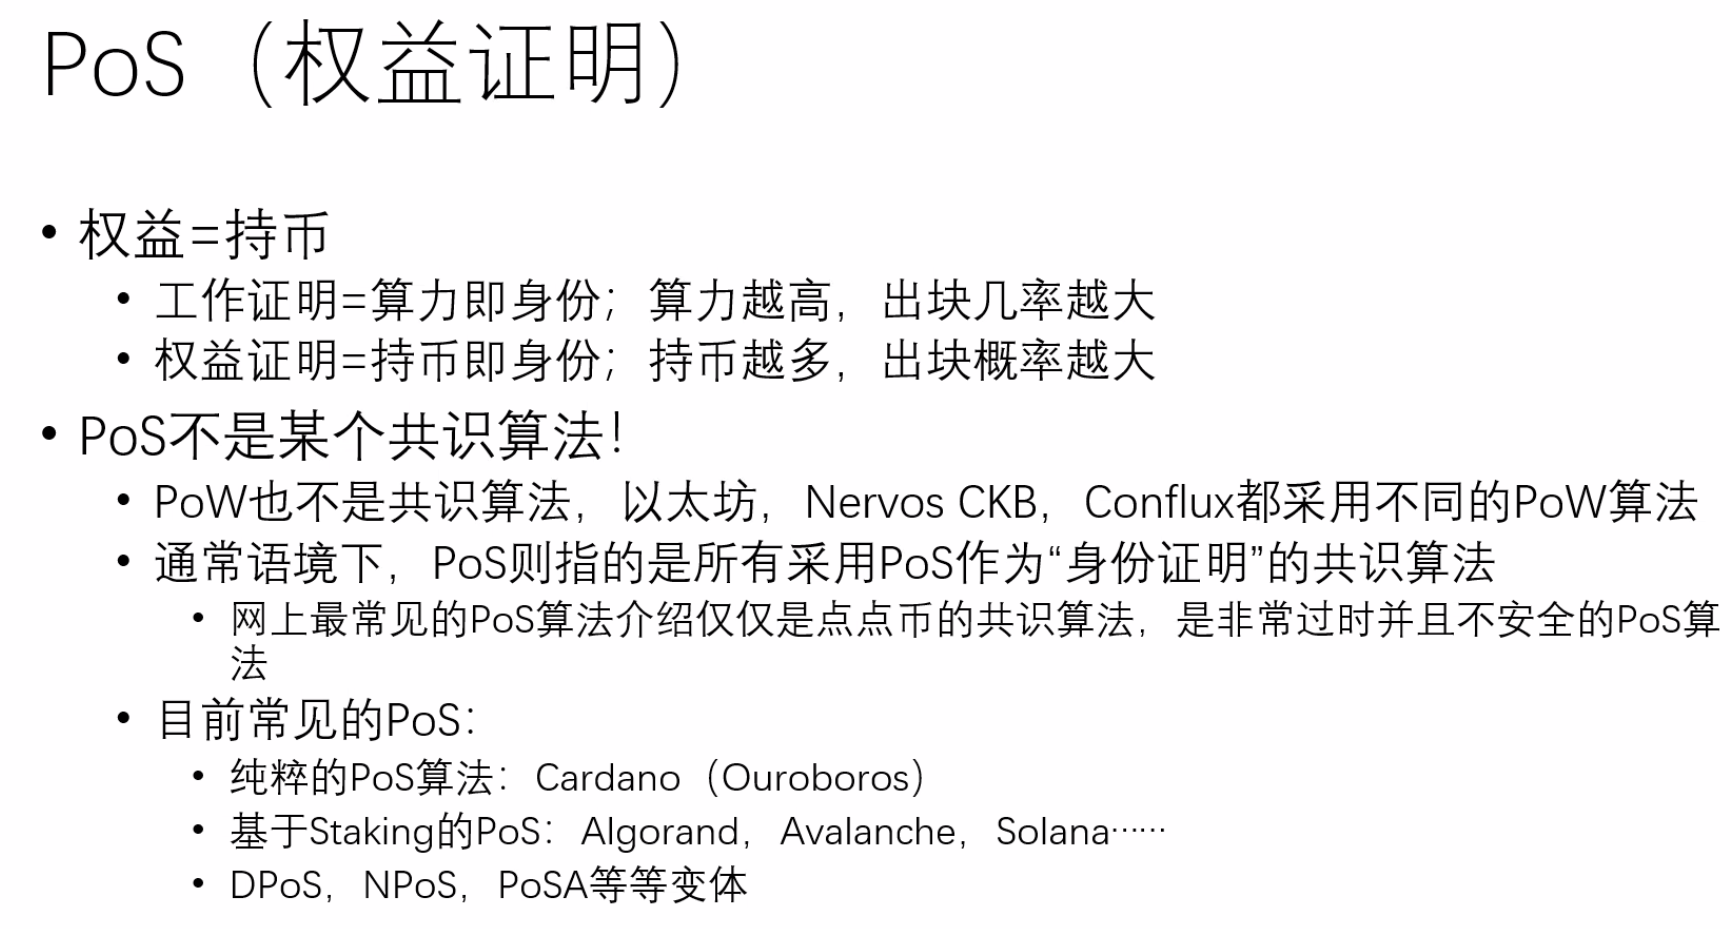 PoS（权益证明）
• 权益=持币
• 工作证明=算力即身份；算力越高，出块几率越大
• 权益证明=持币即身份；持币越多，出块概率越大
• PoS不是某个共识算法！
• PoW也不是共识算法，以太坊，Nervos CKB，Conflux都采用不同的PoW算法
• 通常语境下，PoS则指的是所有采用PoS作为“身份证明”的共识算法
• 网上最常见的PoS算法介绍仅仅是点点币的共识算法，是非常过时并且不安全的PoS算
法
• 目前常见的PoS：
• 纯粹的PoS算法：Cardano（Ouroboros）
• 基于Staking的PoS：Algorand，Avalanche，Solana……
• DPoS，NPoS，PoSA等等变体